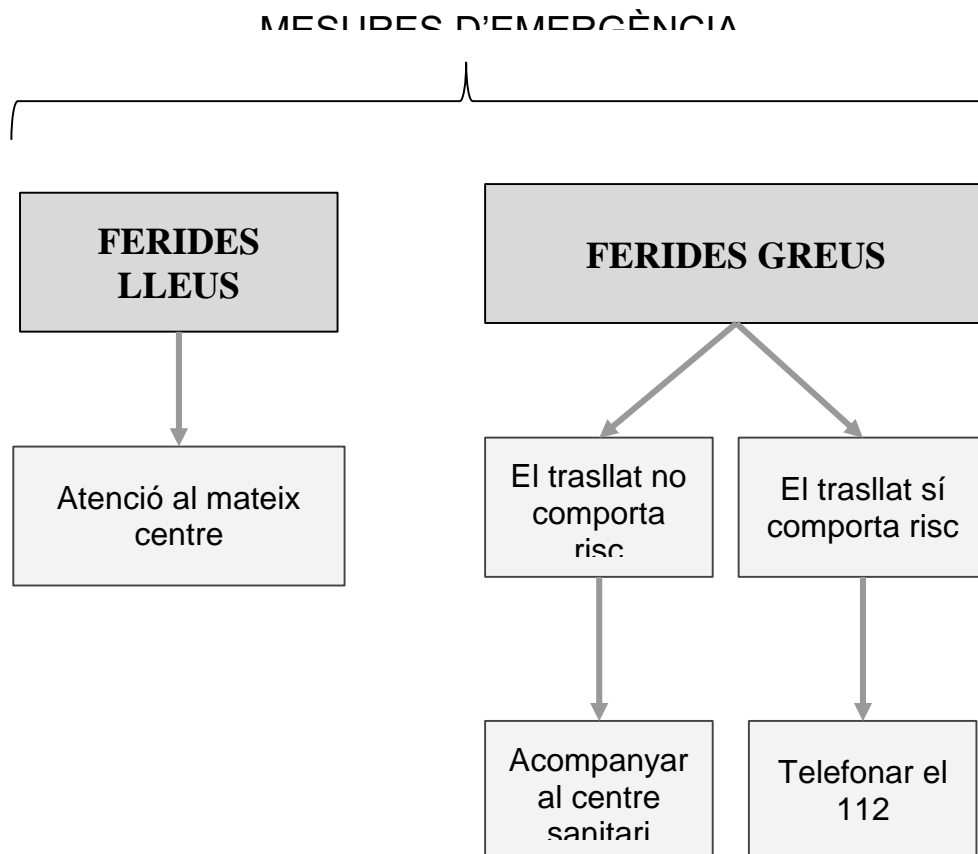 MESURES D'EMERGÈNCIA
FERIDES
LLEUS
FERIDES GREUS
Atenció al mateix
centre
El trasllat no
comporta
risc
El trasllat sí
comporta risc
Acompanyar
al centre
sanitari
Telefonar el
112